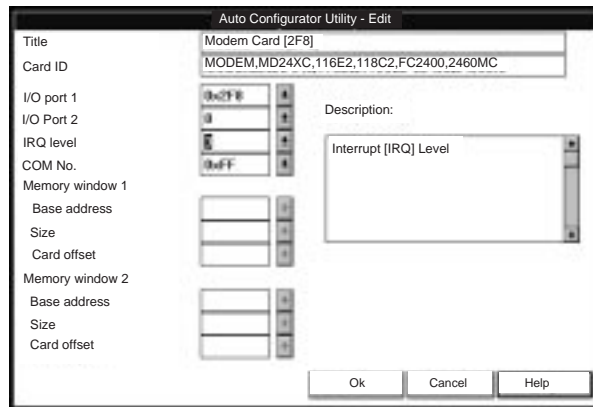 Auto Configurator Utility - Edit
Title Modem Card [2F8]
Card ID MODEM,MD24XC,116E2,118C2,FC2400,2460MC
I/O port 1 0x2F8
Description:
I/O Port 2 0
IRQ level
Interrupt [IRQ] Level
COM No. 0xFF
Memory window 1
Base address
Size
Card offset
Memory window 2
Base address
Size
Card offset
Ok Cancel Help